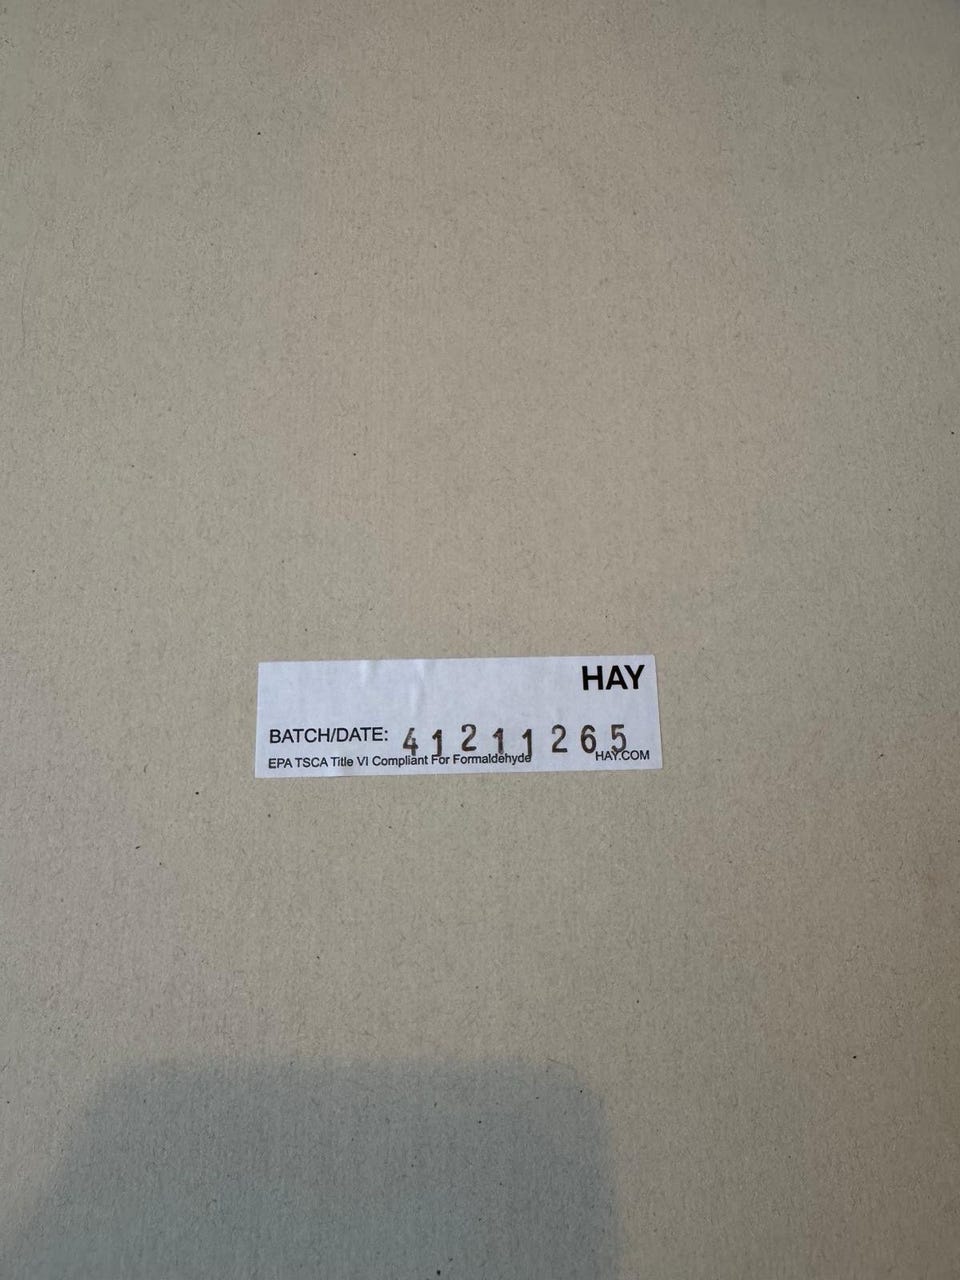 HAY
BATCH/DATE: 41211265
EPA TSCA Title VI Compliant For Formaldehyde
HAY.COM